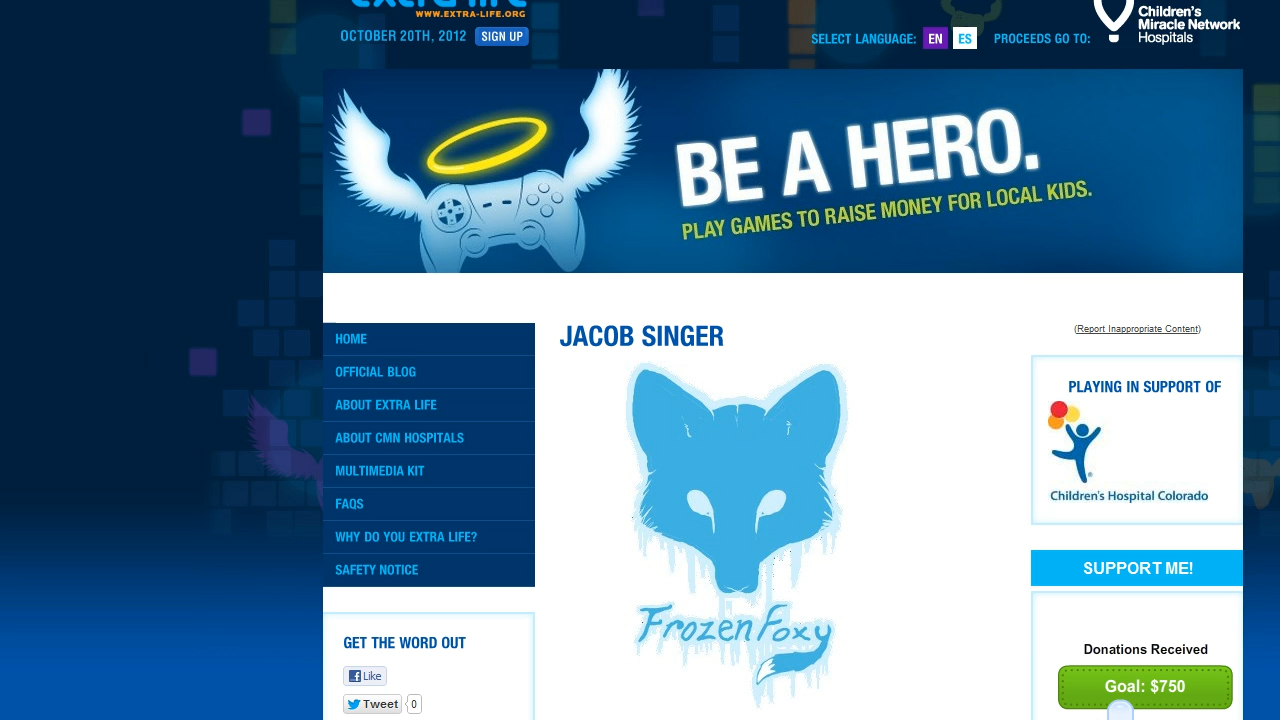 extra life
WWW.EXTRA-LIFE.ORG
OCTOBER 20TH, 2012 SIGN UP
SELECT LANGUAGE: EN ES PROCEEDS GO TO:
Children's
Miracle Network
Hospitals
BE A HERO.
PLAY GAMES TO RAISE MONEY FOR LOCAL KIDS.
HOME
OFFICIAL BLOG
ABOUT EXTRA LIFE
ABOUT CMN HOSPITALS
MULTIMEDIA KIT
FAQS
WHY DO YOU EXTRA LIFE?
SAFETY NOTICE
GET THE WORD OUT
Like
Tweet 0
JACOB SINGER
FrozenFoxy
(Report Inappropriate Content)
PLAYING IN SUPPORT OF
Children's Hospital Colorado
SUPPORT ME!
Donations Received
Goal: $750